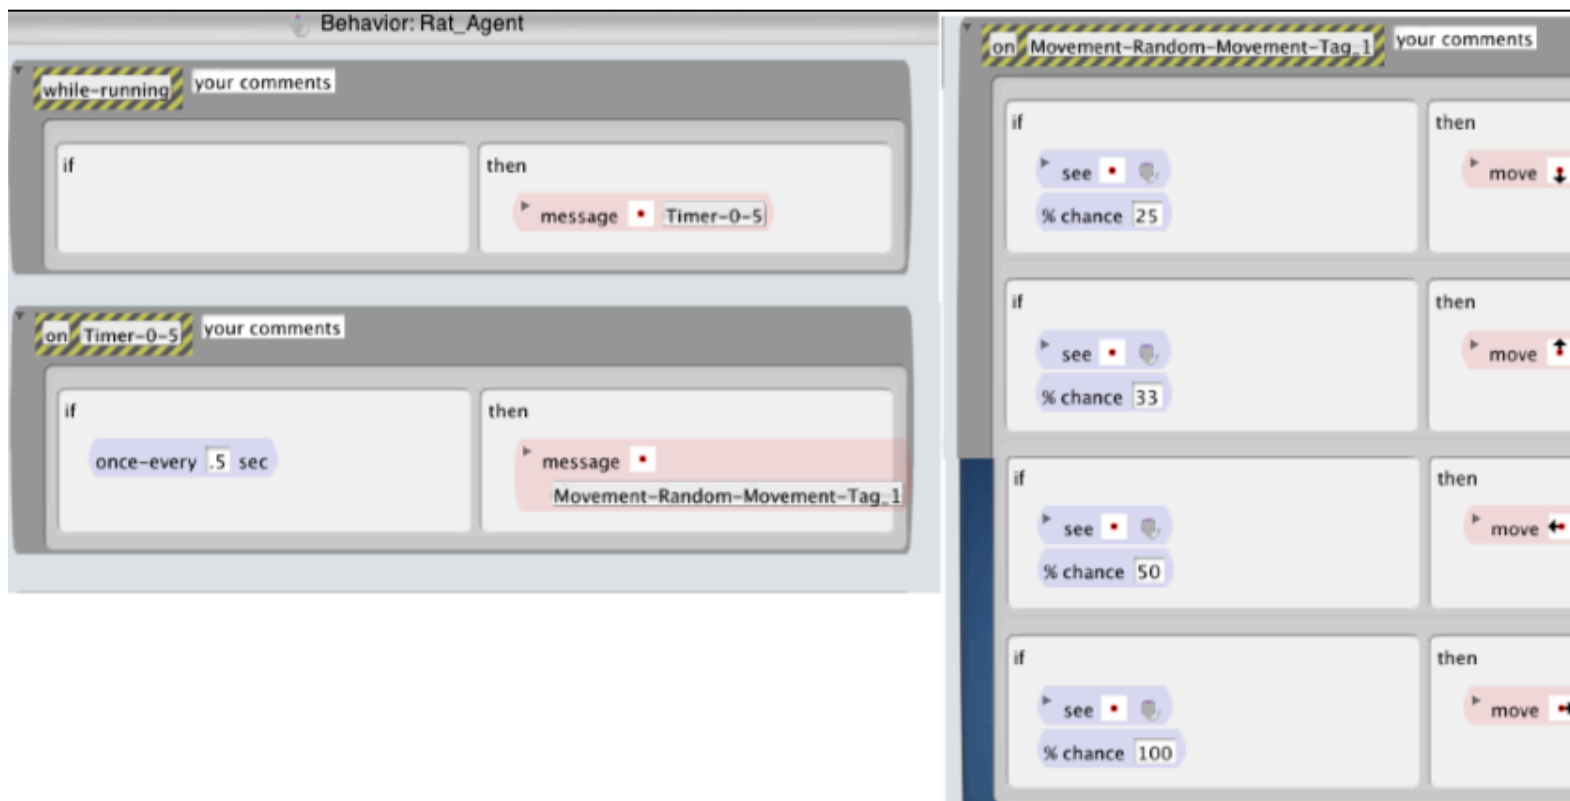 Behavior: Rat_Agent
while-running your comments
if
then
message Timer-0-5
on Timer-0-5 your comments
if
then
once-every .5 sec
message
Movement-Random-Movement-Tag_1
on Movement-Random-Movement-Tag_1 your comments
if
then
see
move
% chance 25
if
then
see
move
% chance 33
if
then
see
move
% chance 50
if
then
see
move
% chance 100